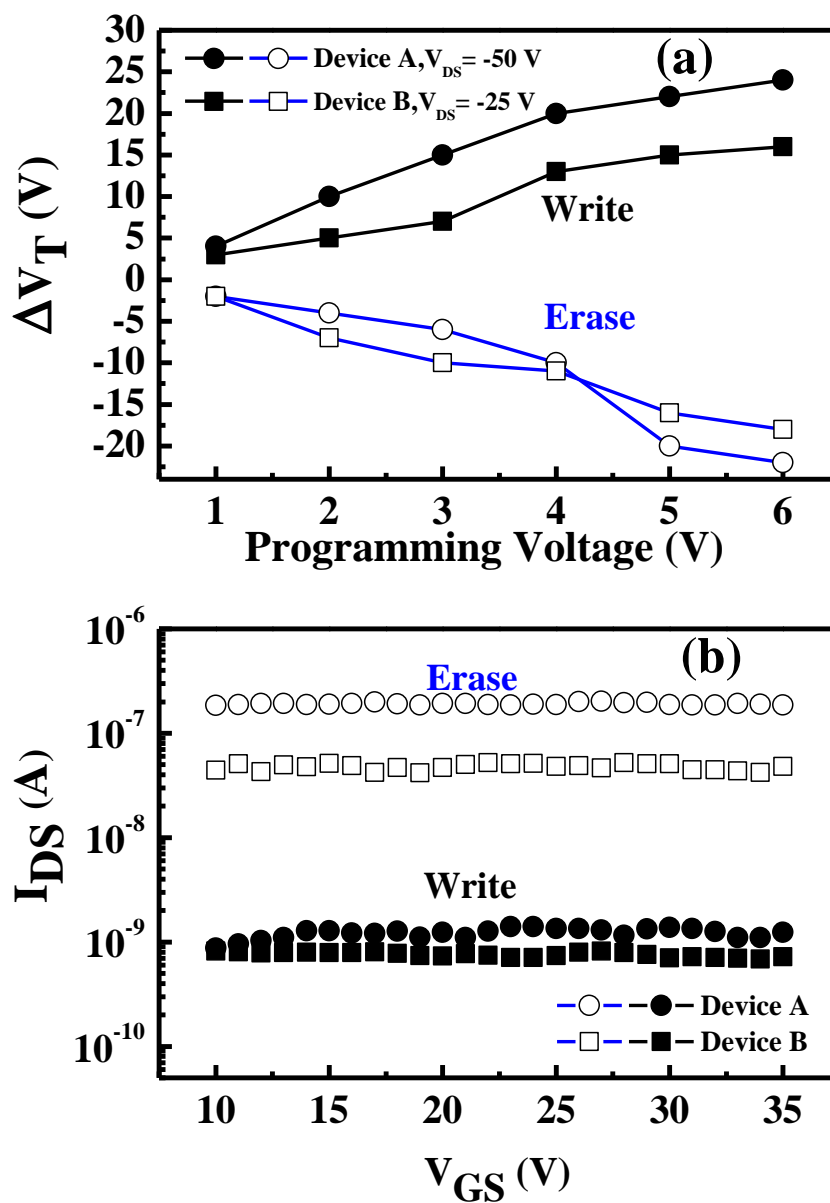 (a)
Device A,V_DS= -50 V
Device B,V_DS= -25 V
30
25
20
15
10
5
0
-5
-10
-15
-20
ΔV_T (V)
Write
Erase
1 2 3 4 5 6
Programming Voltage (V)
(b)
10^-6
10^-7
10^-8
10^-9
10^-10
I_DS (A)
Erase
Write
Device A
Device B
10 15 20 25 30 35
V_GS (V)